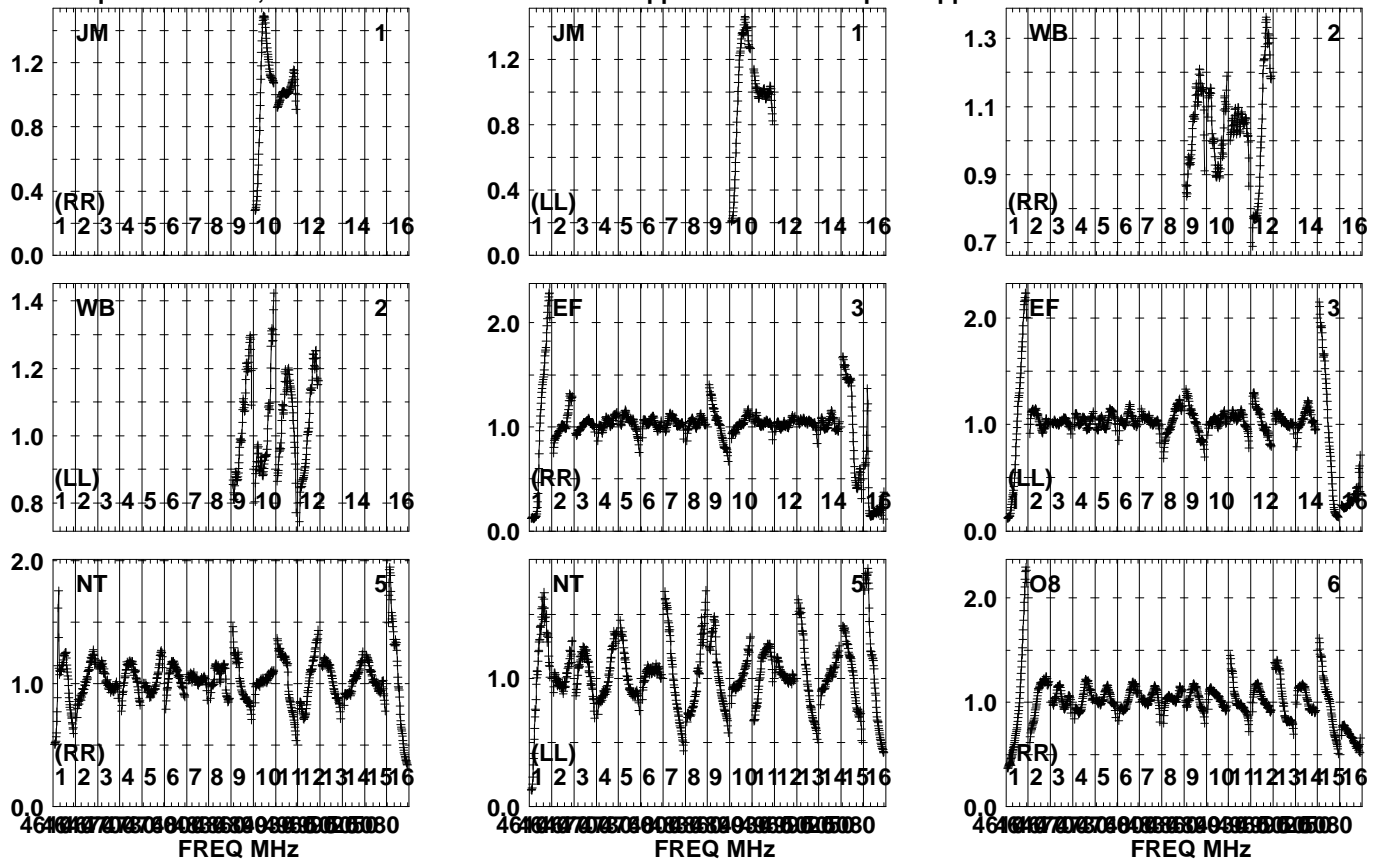 JM 1
1.2
0.8
0.4
(RR)
1 2 3 4 5 6 7 8 9 10 12 14 16
0.0
JM 1
1.2
0.8
0.4
(LL)
1 2 3 4 5 6 7 8 9 10 12 14 16
0.0
WB 2
1.3
1.1
0.9
(RR)
1 2 3 4 5 6 7 8 9 10 12 14 16
0.7
WB 2
1.4
1.2
1.0
(LL)
1 2 3 4 5 6 7 8 9 10 12 14 16
0.8
EF 3
2.0
1.0
(RR)
1 2 3 4 5 6 7 8 9 10 12 14 16
0.0
EF 3
2.0
1.0
(LL)
1 2 3 4 5 6 7 8 9 10 12 14 16
0.0
2.0
NT 5
1.0
(RR)
1 2 3 4 5 6 7 8 9 10 11 12 13 14 15 16
0.0
FREQ MHz
NT 5
1.0
(LL)
1 2 3 4 5 6 7 8 9 10 11 12 13 14 15 16
0.0
FREQ MHz
O8 6
2.0
1.0
(RR)
1 2 3 4 5 6 7 8 9 10 11 12 13 14 15 16
0.0
FREQ MHz